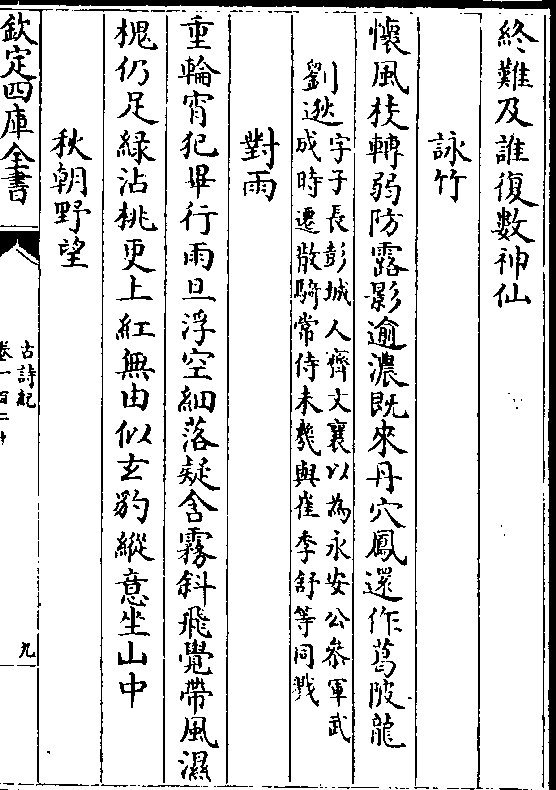 終難及誰復數神仙
詠竹
懷風枝轉弱防露影逾濃既來丹穴鳳還作葛陂龍
劉逖字子長彭城人齊文襄以為永安公叅軍武
成時遷散騎常侍未幾與崔季舒等同戮
對雨
重輪宵犯畢行雨旦浮空細落疑含霧斜飛覺帶風濕
槐仍足綠沾桃更上紅無由似玄豹縱意坐山中
秋朝野望
欽定四庫全書
古詩紀
卷一百二十
九